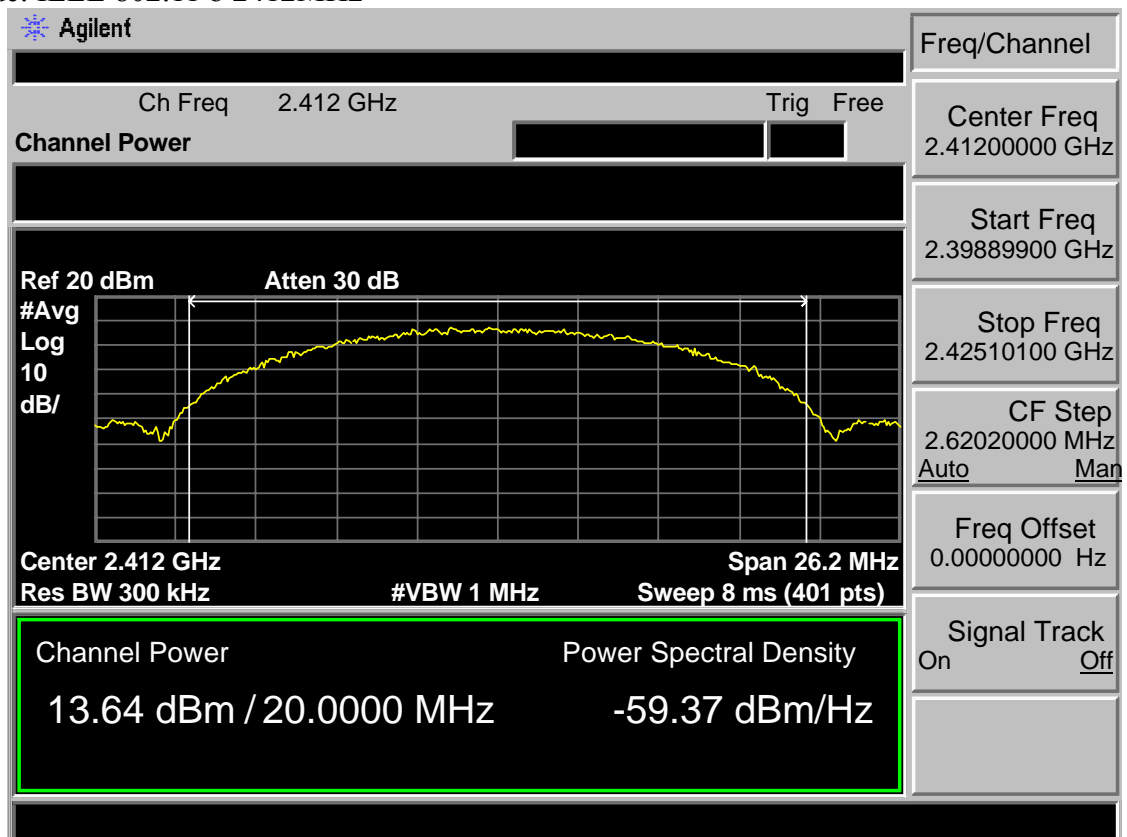 Agilent
Freq/Channel
Ch Freq 2.412 GHz Trig Free
Channel Power
Center Freq
2.41200000 GHz
Start Freq
2.39889900 GHz
Stop Freq
2.42510100 GHz
CF Step
2.62020000 MHz
Auto Man
Freq Offset
0.00000000 Hz
Signal Track
On Off
Ref 20 dBm Atten 30 dB
#Avg
Log
10
dB/
Center 2.412 GHz Span 26.2 MHz
Res BW 300 kHz #VBW 1 MHz Sweep 8 ms (401 pts)
Channel Power Power Spectral Density
13.64 dBm / 20.0000 MHz -59.37 dBm/Hz